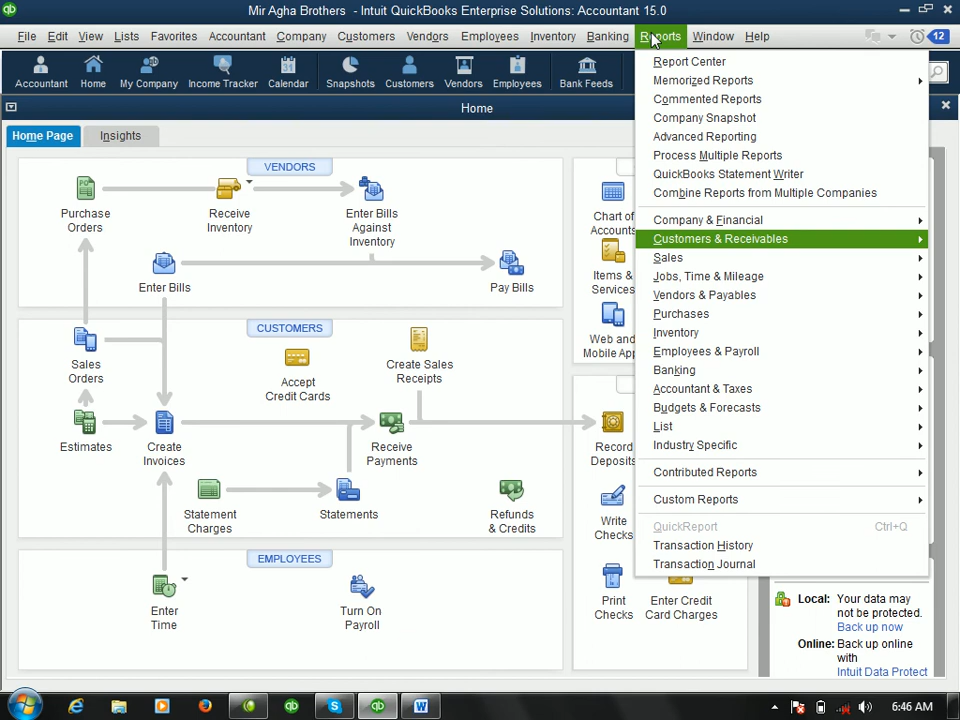 Mir Agha Brothers - Intuit QuickBooks Enterprise Solutions: Accountant 15.0
File Edit View Lists Favorites Accountant Company Customers Vendors Employees Inventory Banking Reports Window Help
12
Accountant Home My Company Income Tracker Calendar Snapshots Customers Vendors Employees Bank Feeds
Home
Home Page Insights
VENDORS
Purchase
Orders
Receive
Inventory
Enter Bills
Against
Inventory
Enter Bills
Pay Bills
CUSTOMERS
Sales
Orders
Accept
Credit Cards
Create Sales
Receipts
Estimates
Create
Invoices
Receive
Payments
Statement
Charges
Statements
Refunds
& Credits
EMPLOYEES
Enter
Time
Turn On
Payroll
Chart of
Accounts
Items &
Services
Web and
Mobile App
Record
Deposits
Write
Checks
Print
Checks
Enter Credit
Card Charges
Report Center
Memorized Reports
Commented Reports
Company Snapshot
Advanced Reporting
Process Multiple Reports
QuickBooks Statement Writer
Combine Reports from Multiple Companies
Company & Financial
Customers & Receivables
Sales
Jobs, Time & Mileage
Vendors & Payables
Purchases
Inventory
Employees & Payroll
Banking
Accountant & Taxes
Budgets & Forecasts
List
Industry Specific
Contributed Reports
Custom Reports
QuickReport Ctrl+Q
Transaction History
Transaction Journal
Local: Your data may
not be protected.
Back up now
Online: Back up online
with
Intuit Data Protect
6:46 AM